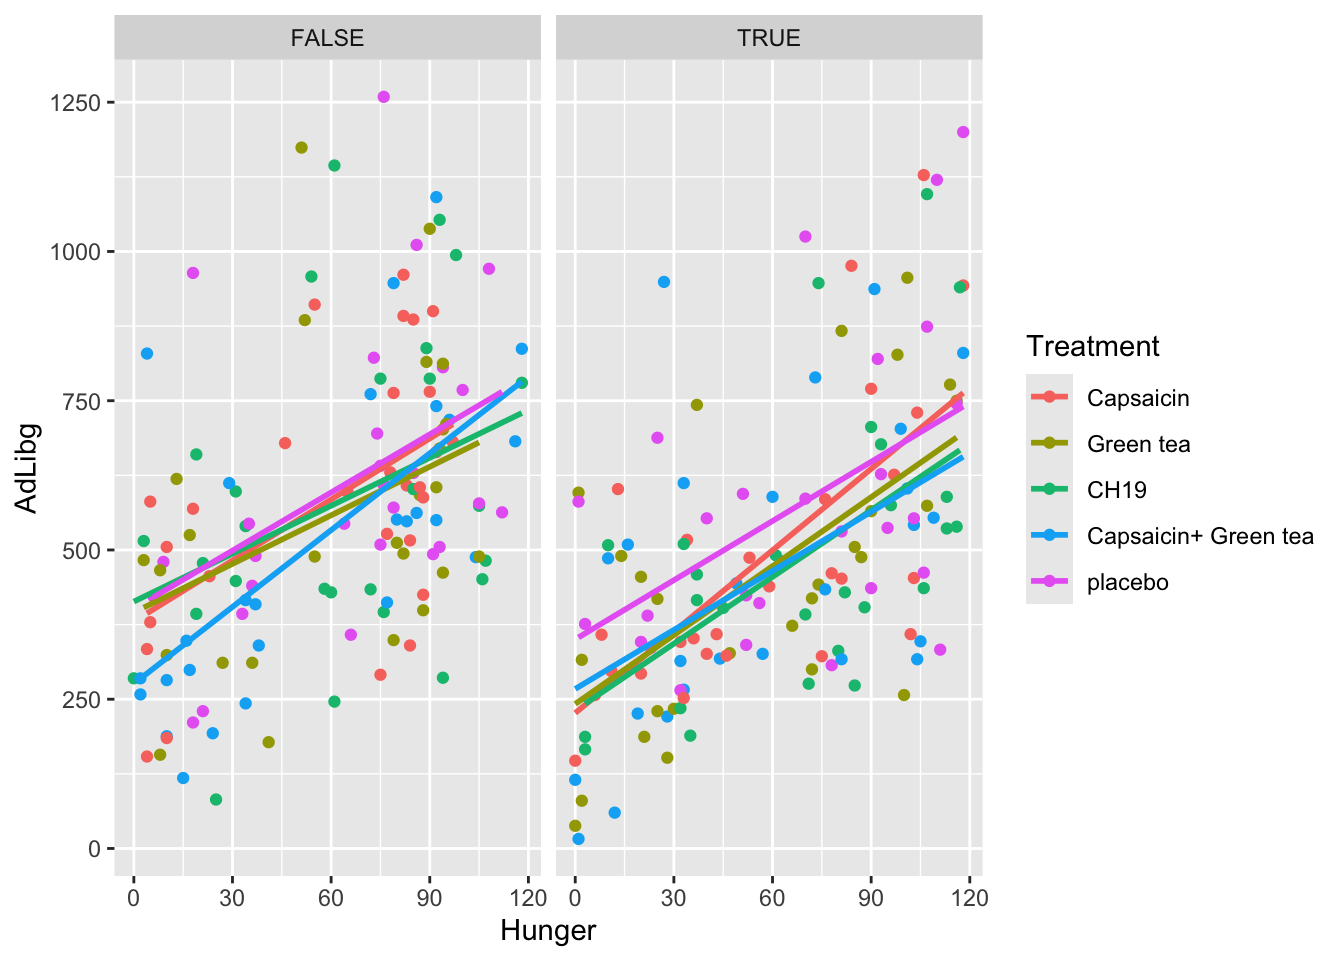 FALSE
TRUE
AdLibg
1250
1000
750
500
250
0
0 30 60 90 120
0 30 60 90 120
Hunger
Treatment
Capsaicin
Green tea
CH19
Capsaicin+ Green tea
placebo